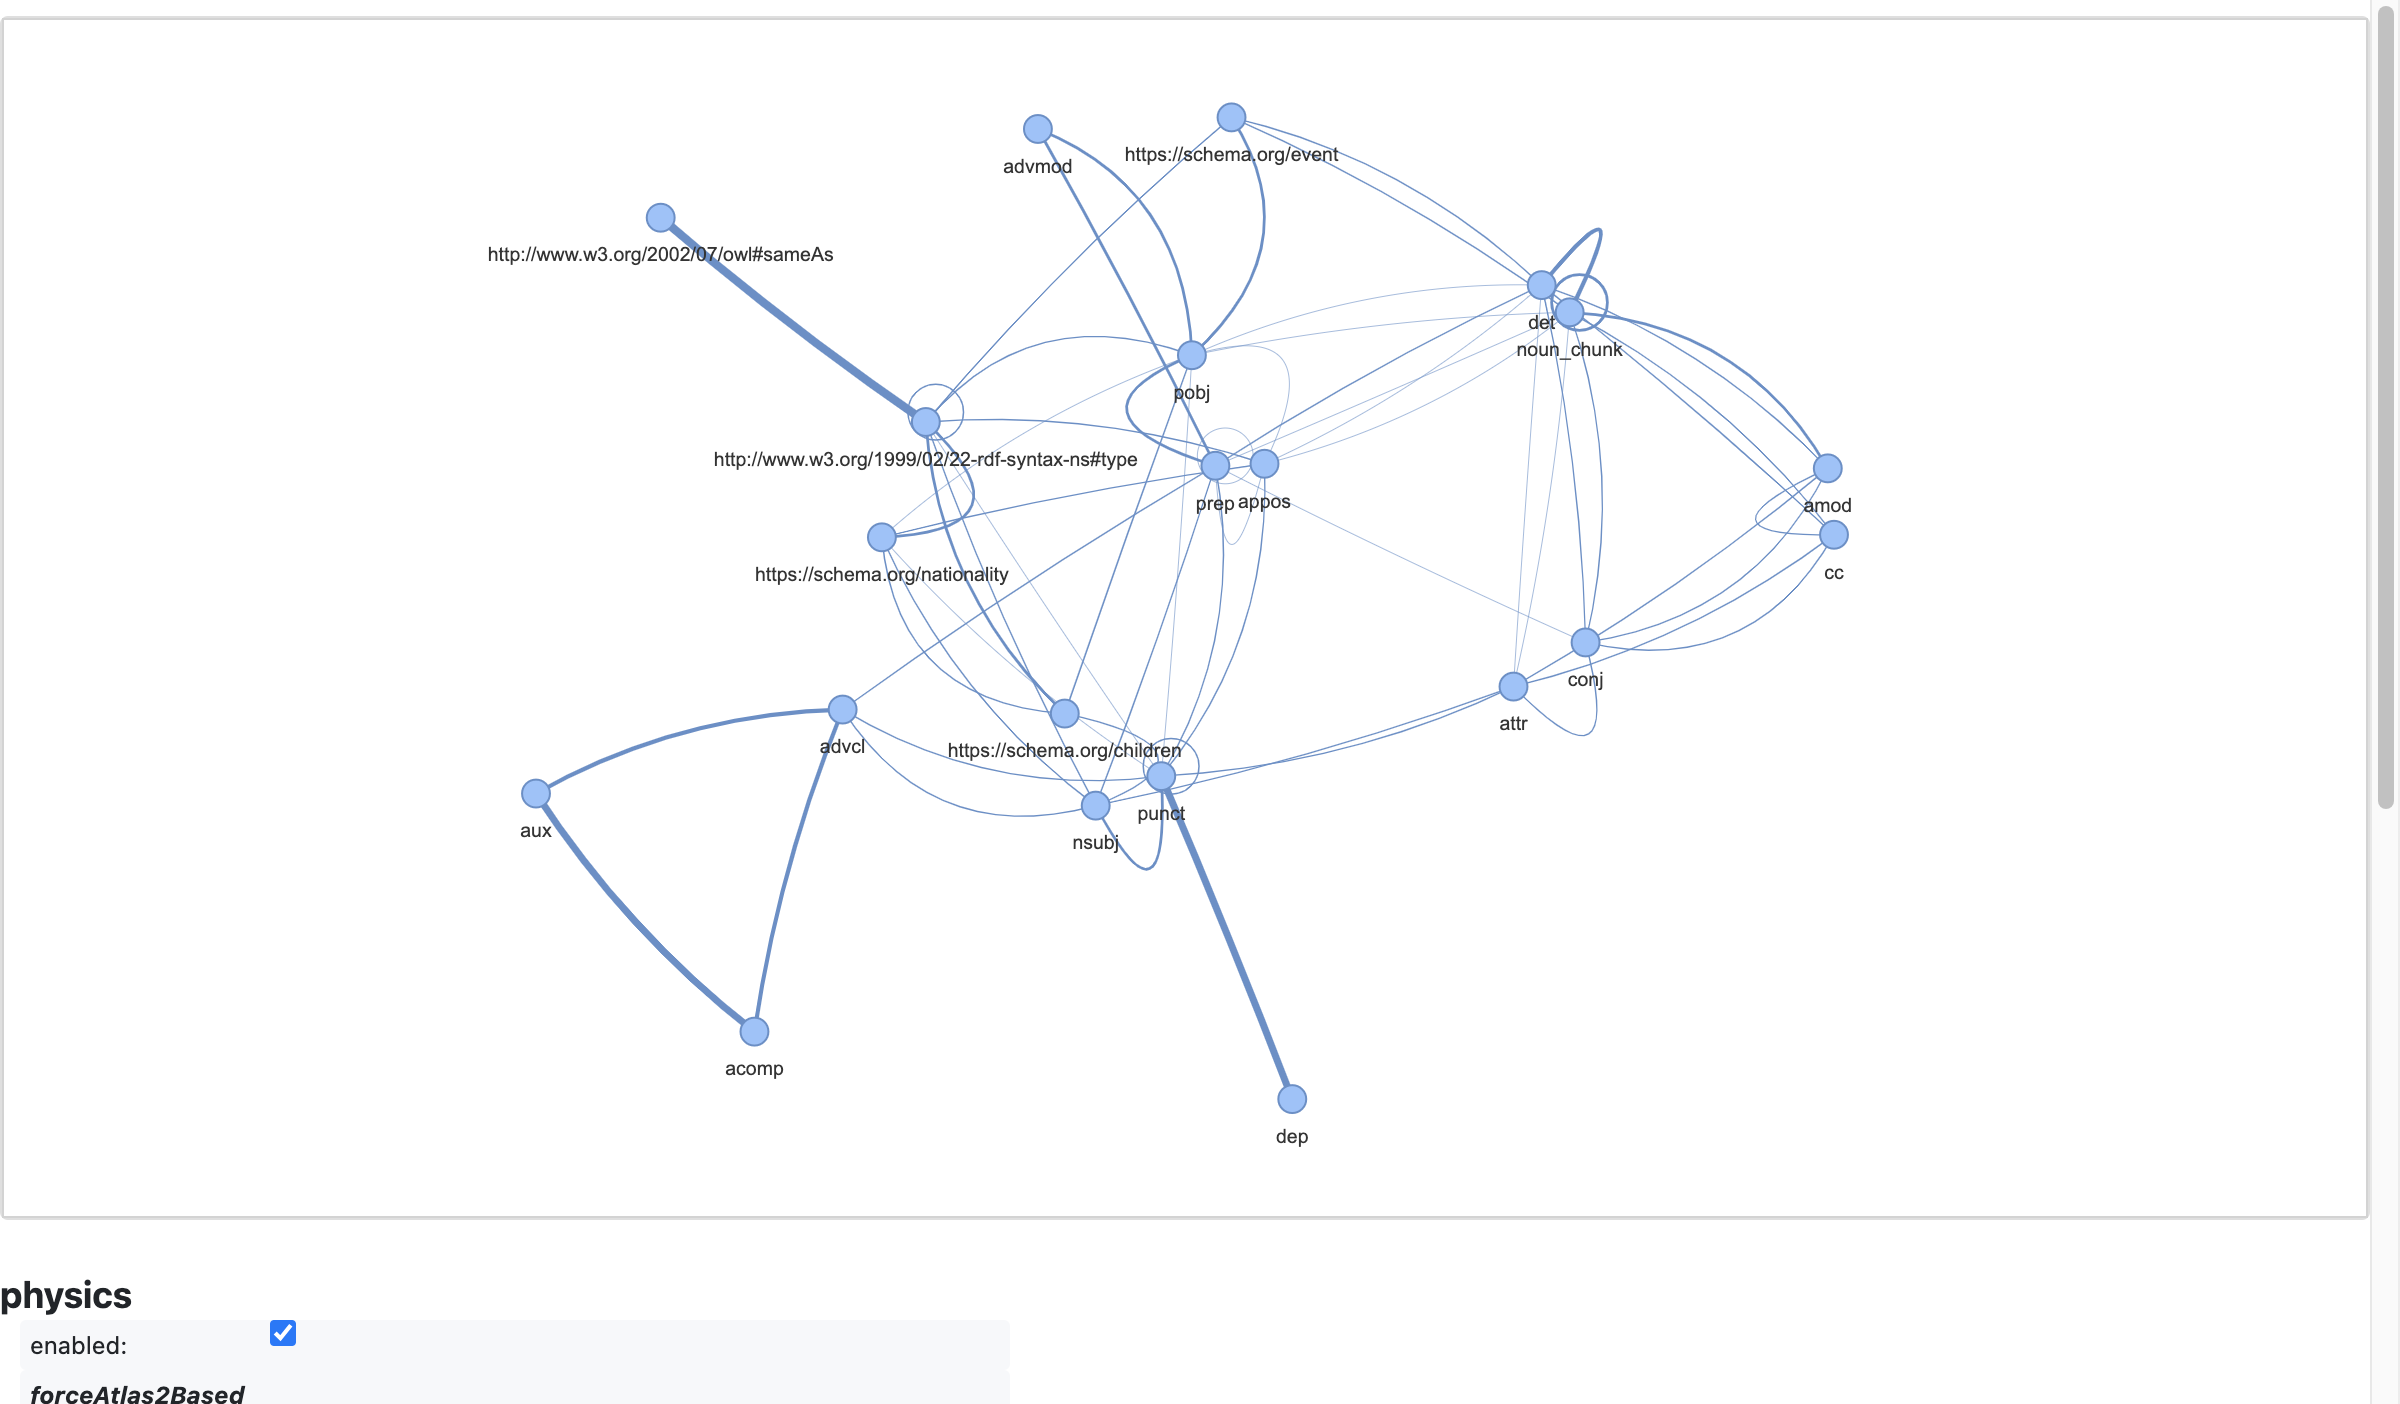 https://schema.org/event
advmod
http://www.w3.org/2002/07/owl#sameAs
det
noun_chunk
pobj
http://www.w3.org/1999/02/22-rdf-syntax-ns#type
prep
appos
amod
cc
https://schema.org/nationality
conj
attr
advcl
https://schema.org/children
punct
aux
nsubj
acomp
dep
physics
enabled:
forceAtlas2Based